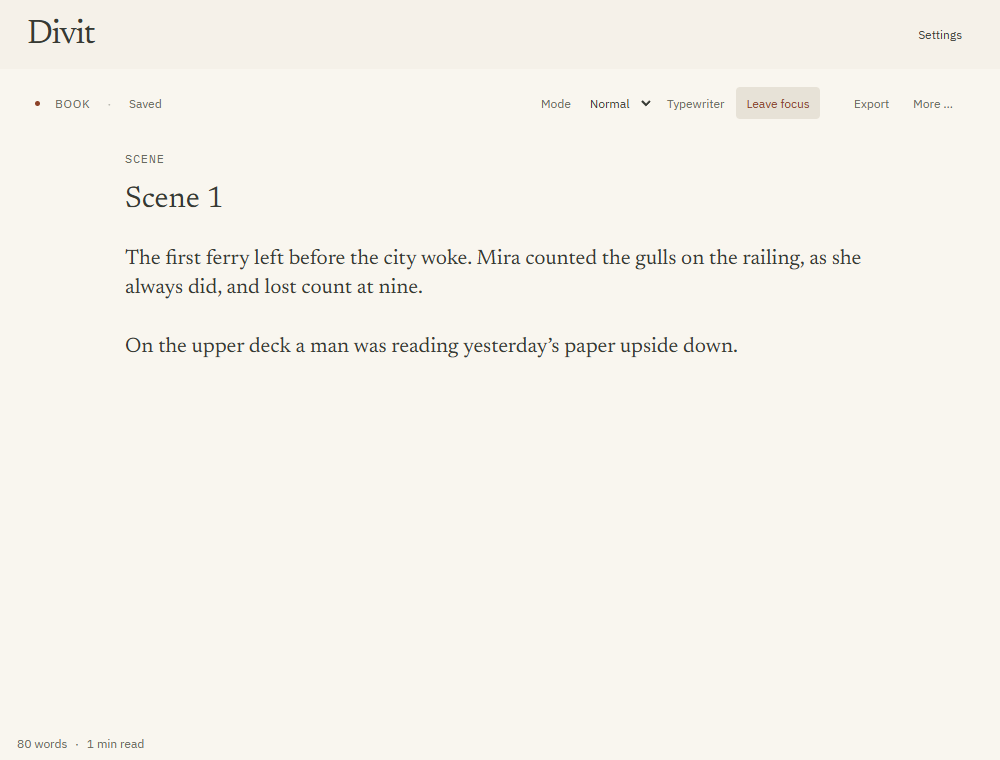 Divit
Settings
BOOK · Saved
Mode Normal Typewriter Leave focus Export More ...
SCENE
Scene 1
The first ferry left before the city woke. Mira counted the gulls on the railing, as she
always did, and lost count at nine.
On the upper deck a man was reading yesterday’s paper upside down.
80 words · 1 min read